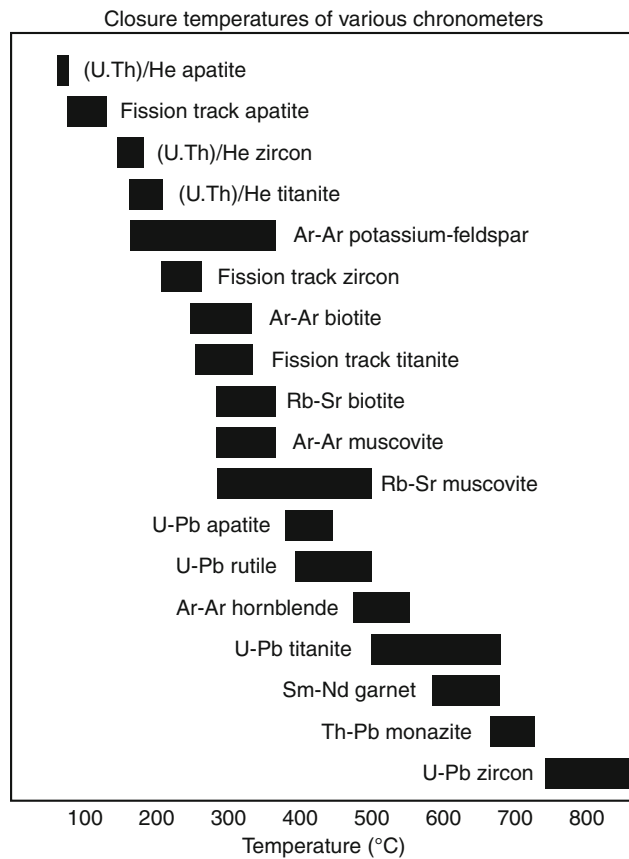 Closure temperatures of various chronometers
(U.Th)/He apatite
Fission track apatite
(U.Th)/He zircon
(U.Th)/He titanite
Ar-Ar potassium-feldspar
Fission track zircon
Ar-Ar biotite
Fission track titanite
Rb-Sr biotite
Ar-Ar muscovite
Rb-Sr muscovite
U-Pb apatite
U-Pb rutile
Ar-Ar hornblende
U-Pb titanite
Sm-Nd garnet
Th-Pb monazite
U-Pb zircon
100 200 300 400 500 600 700 800
Temperature (°C)